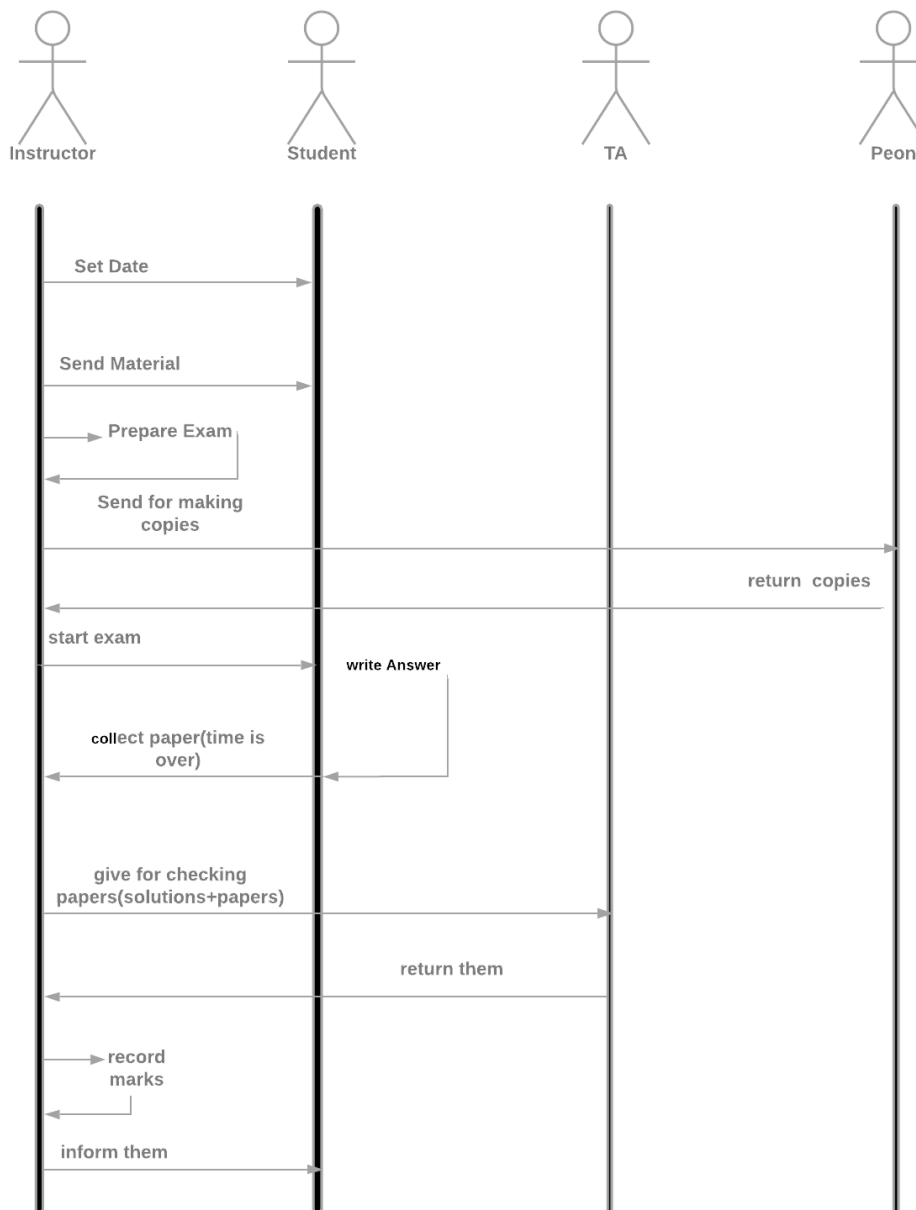 Instructor
Student
TA
Peon
Set Date
Send Material
Prepare Exam
Send for making
copies
return copies
start exam
write Answer
collect paper(time is
over)
give for checking
papers(solutions+papers)
return them
record
marks
inform them